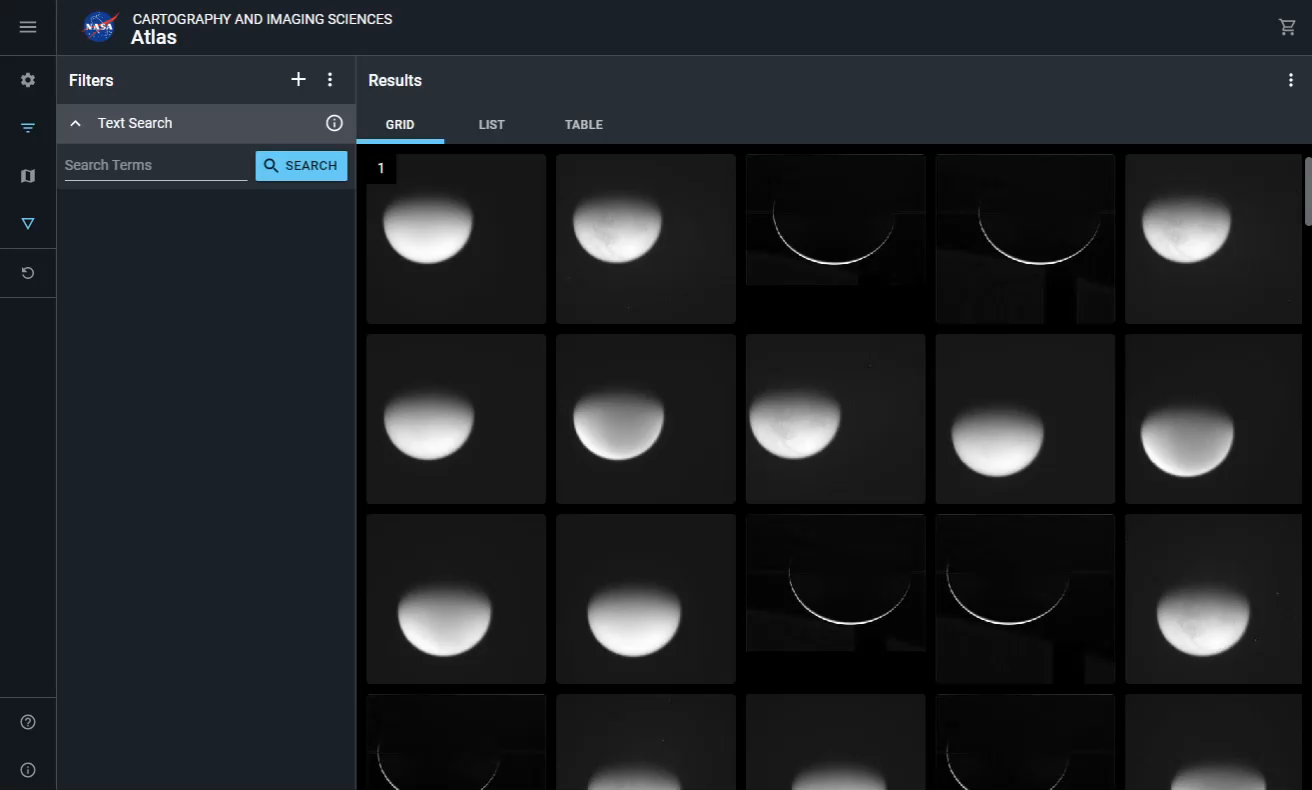 NASA
CARTOGRAPHY AND IMAGING SCIENCES
Atlas
Filters
Results
Text Search
GRID LIST TABLE
Search Terms
SEARCH
1